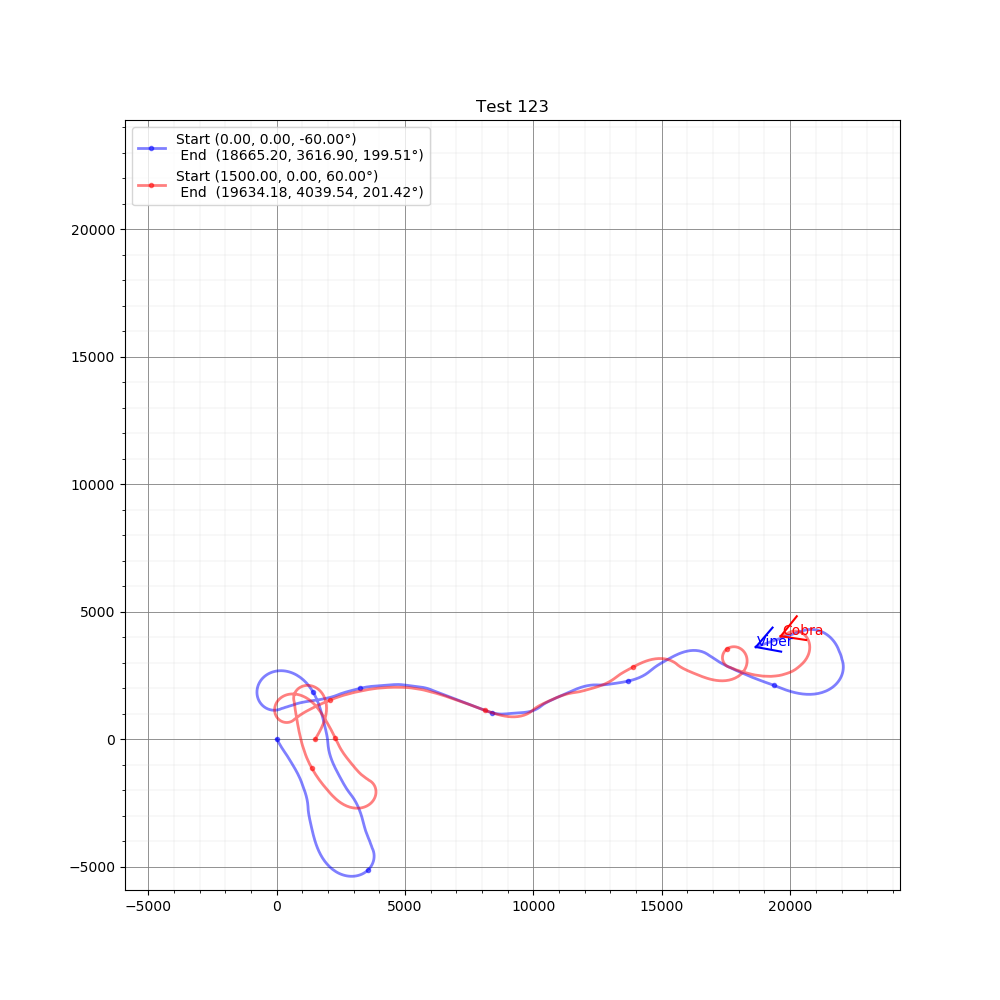 Test 123
Start (0.00, 0.00, -60.00°)
End  (18665.20, 3616.90, 199.51°)
Start (1500.00, 0.00, 60.00°)
End  (19634.18, 4039.54, 201.42°)
20000
15000
10000
5000
0
−5000
Cobra
Viper
−5000 0 5000 10000 15000 20000